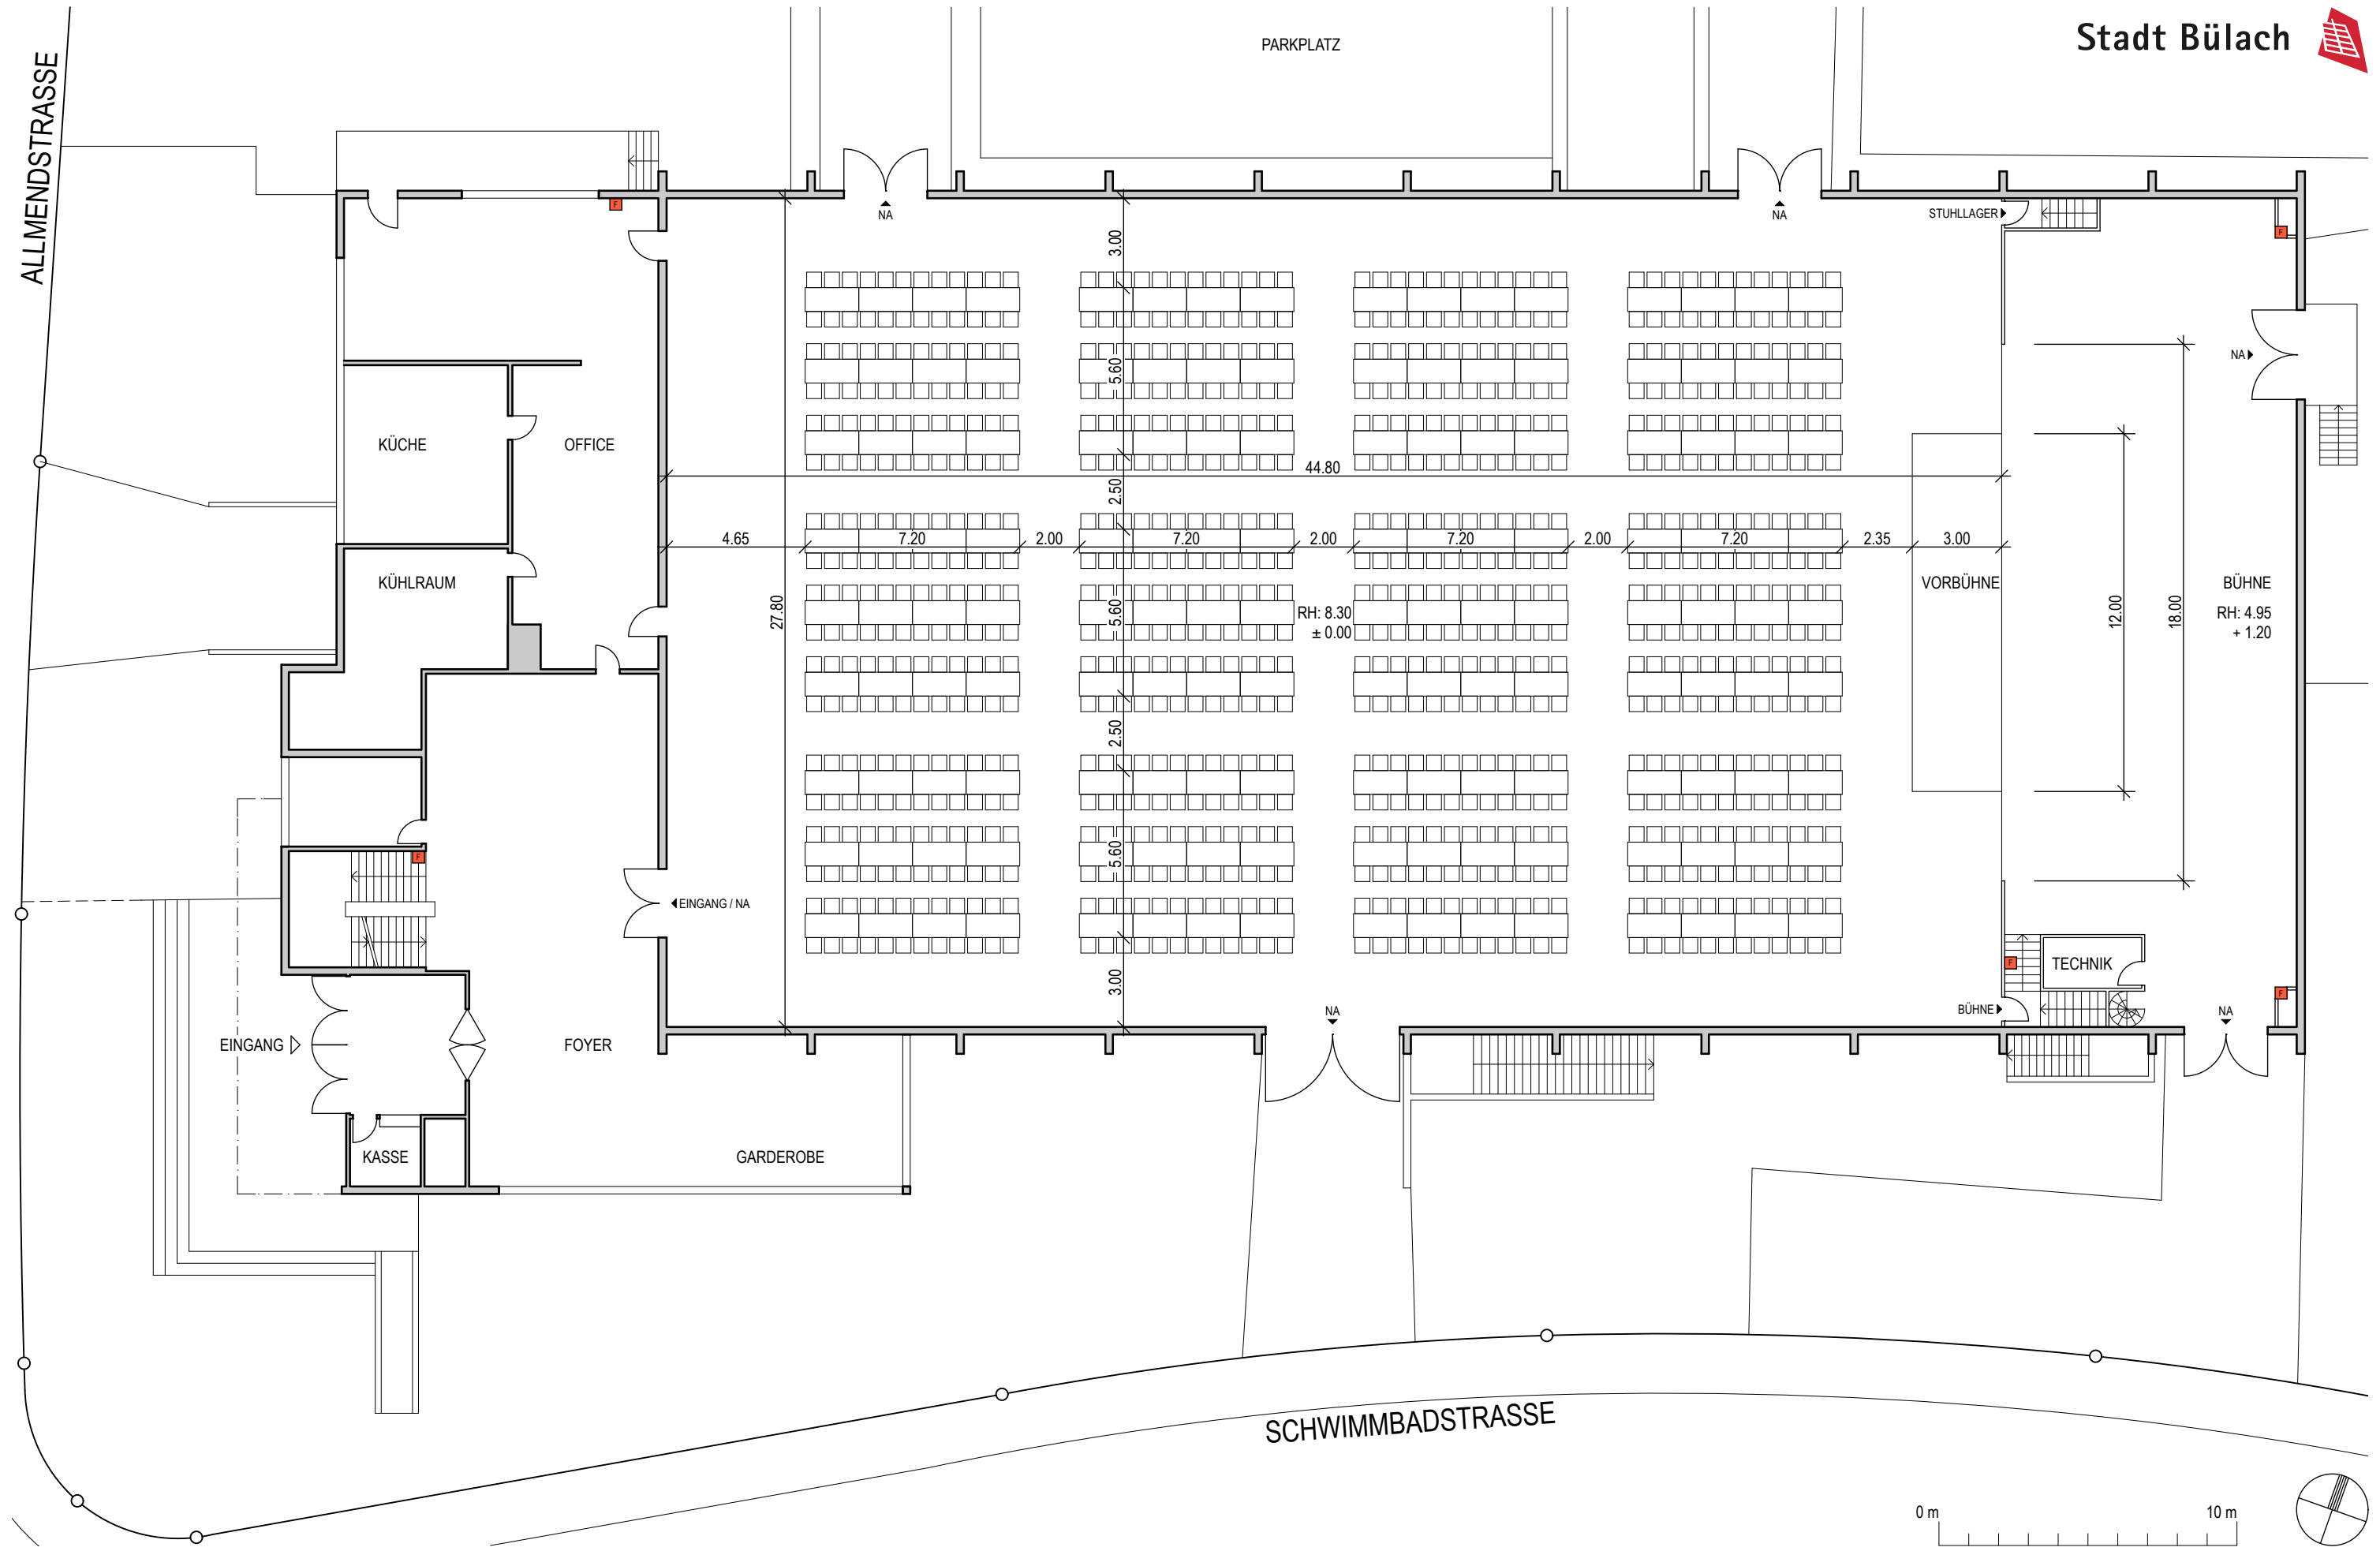 Stadt Bülach
PARKPLATZ
ALLMENDSTRASSE
F
NA
NA
STUHLLAGER
F
3.00
NA
5.60
KÜCHE
OFFICE
44.80
2.50
4.65
7.20
2.00
7.20
2.00
7.20
2.00
7.20
2.35
3.00
KÜHLRAUM
VORBÜHNE
BÜHNE
27.80
5.60
RH: 8.30
± 0.00
12.00
18.00
RH: 4.95
+ 1.20
2.50
F
5.60
EINGANG / NA
F
TECHNIK
3.00
F
NA
BÜHNE
NA
EINGANG
FOYER
KASSE
GARDEROBE
SCHWIMMBADSTRASSE
0 m
10 m